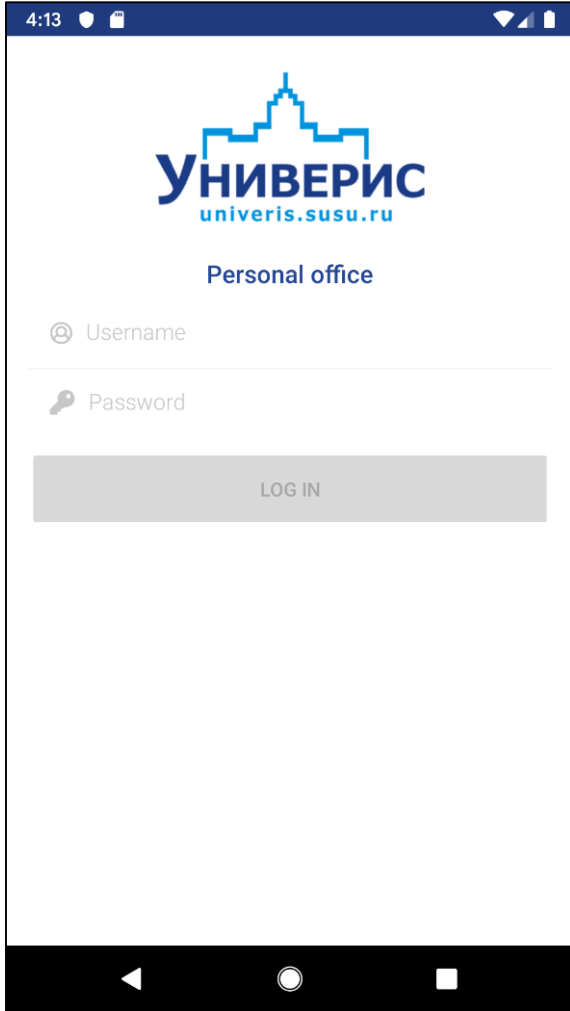 4:13
Универис
univeris.susu.ru
Personal office
Username
Password
LOG IN